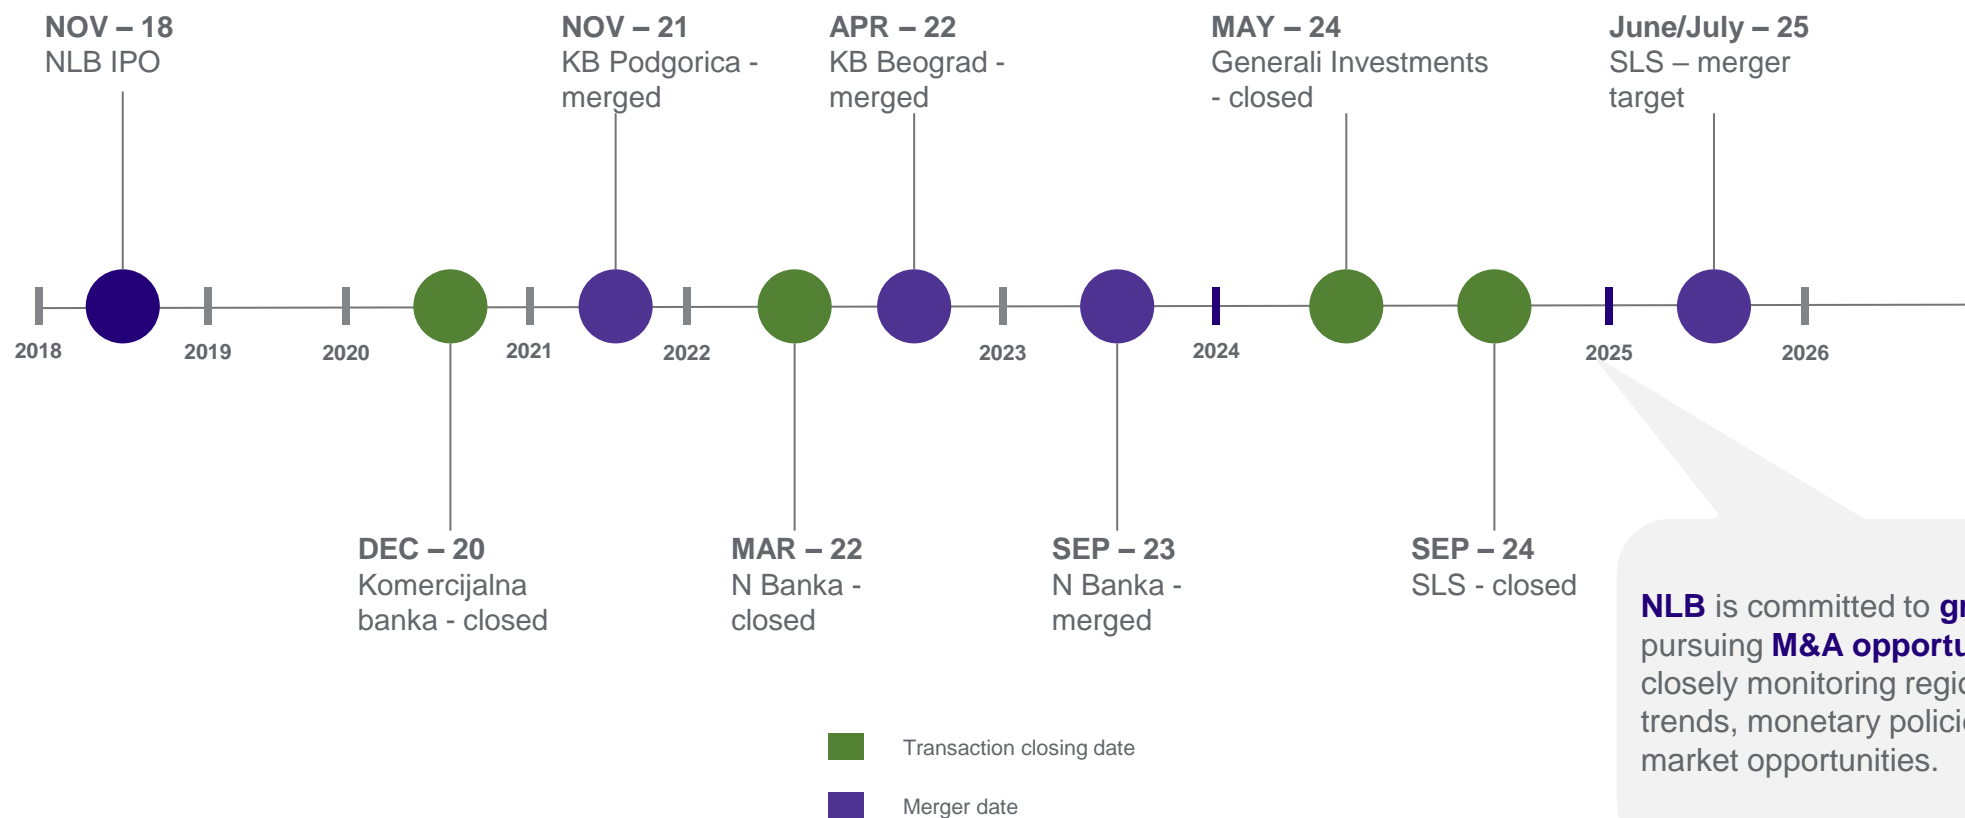 NOV – 18
NLB IPO
NOV – 21
KB Podgorica -
merged
APR – 22
KB Beograd -
merged
MAY – 24
Generali Investments
- closed
June/July – 25
SLS – merger
target
2018
2019
2020
2021
2022
2023
2024
2025
2026
DEC – 20
Komercijalna
banka - closed
MAR – 22
N Banka -
closed
SEP – 23
N Banka -
merged
SEP – 24
SLS - closed
NLB is committed to
pursuing M&A
closely monitoring
trends, monetary
market opportunities.
Transaction closing date
Merger date